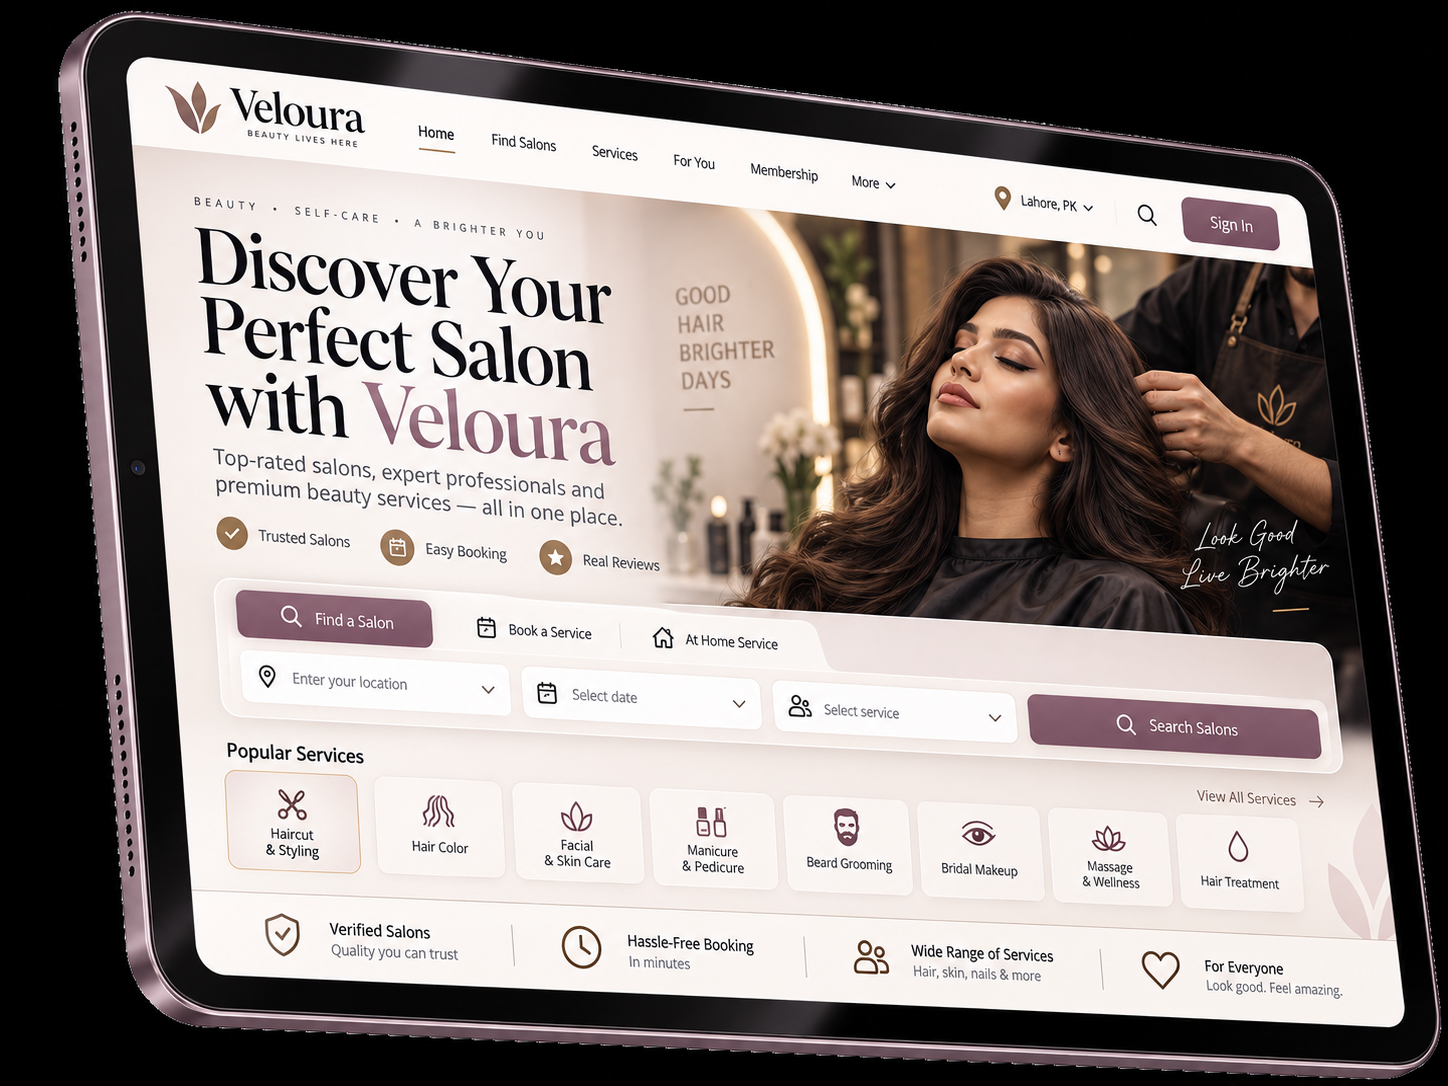 Veloura
BEAUTY LIVES HERE
Home
Find Salons
Services
For You
Membership
More
Lahore, PK
Sign In
BEAUTY • SELF-CARE • A BRIGHTER YOU
Discover Your
Perfect Salon
with Veloura
Top-rated salons, expert professionals and
premium beauty services — all in one place.
Trusted Salons
Easy Booking
Real Reviews
GOOD
HAIR
BRIGHTER
DAYS
Look Good
Live Brighter
Find a Salon
Book a Service
At Home Service
Enter your location
Select date
Select service
Search Salons
Popular Services
View All Services
Haircut
& Styling
Hair Color
Facial
& Skin Care
Manicure
& Pedicure
Beard Grooming
Bridal Makeup
Massage
& Wellness
Hair Treatment
Verified Salons
Quality you can trust
Hassle-Free Booking
In minutes
Wide Range of Services
Hair, skin, nails & more
For Everyone
Look good. Feel amazing.